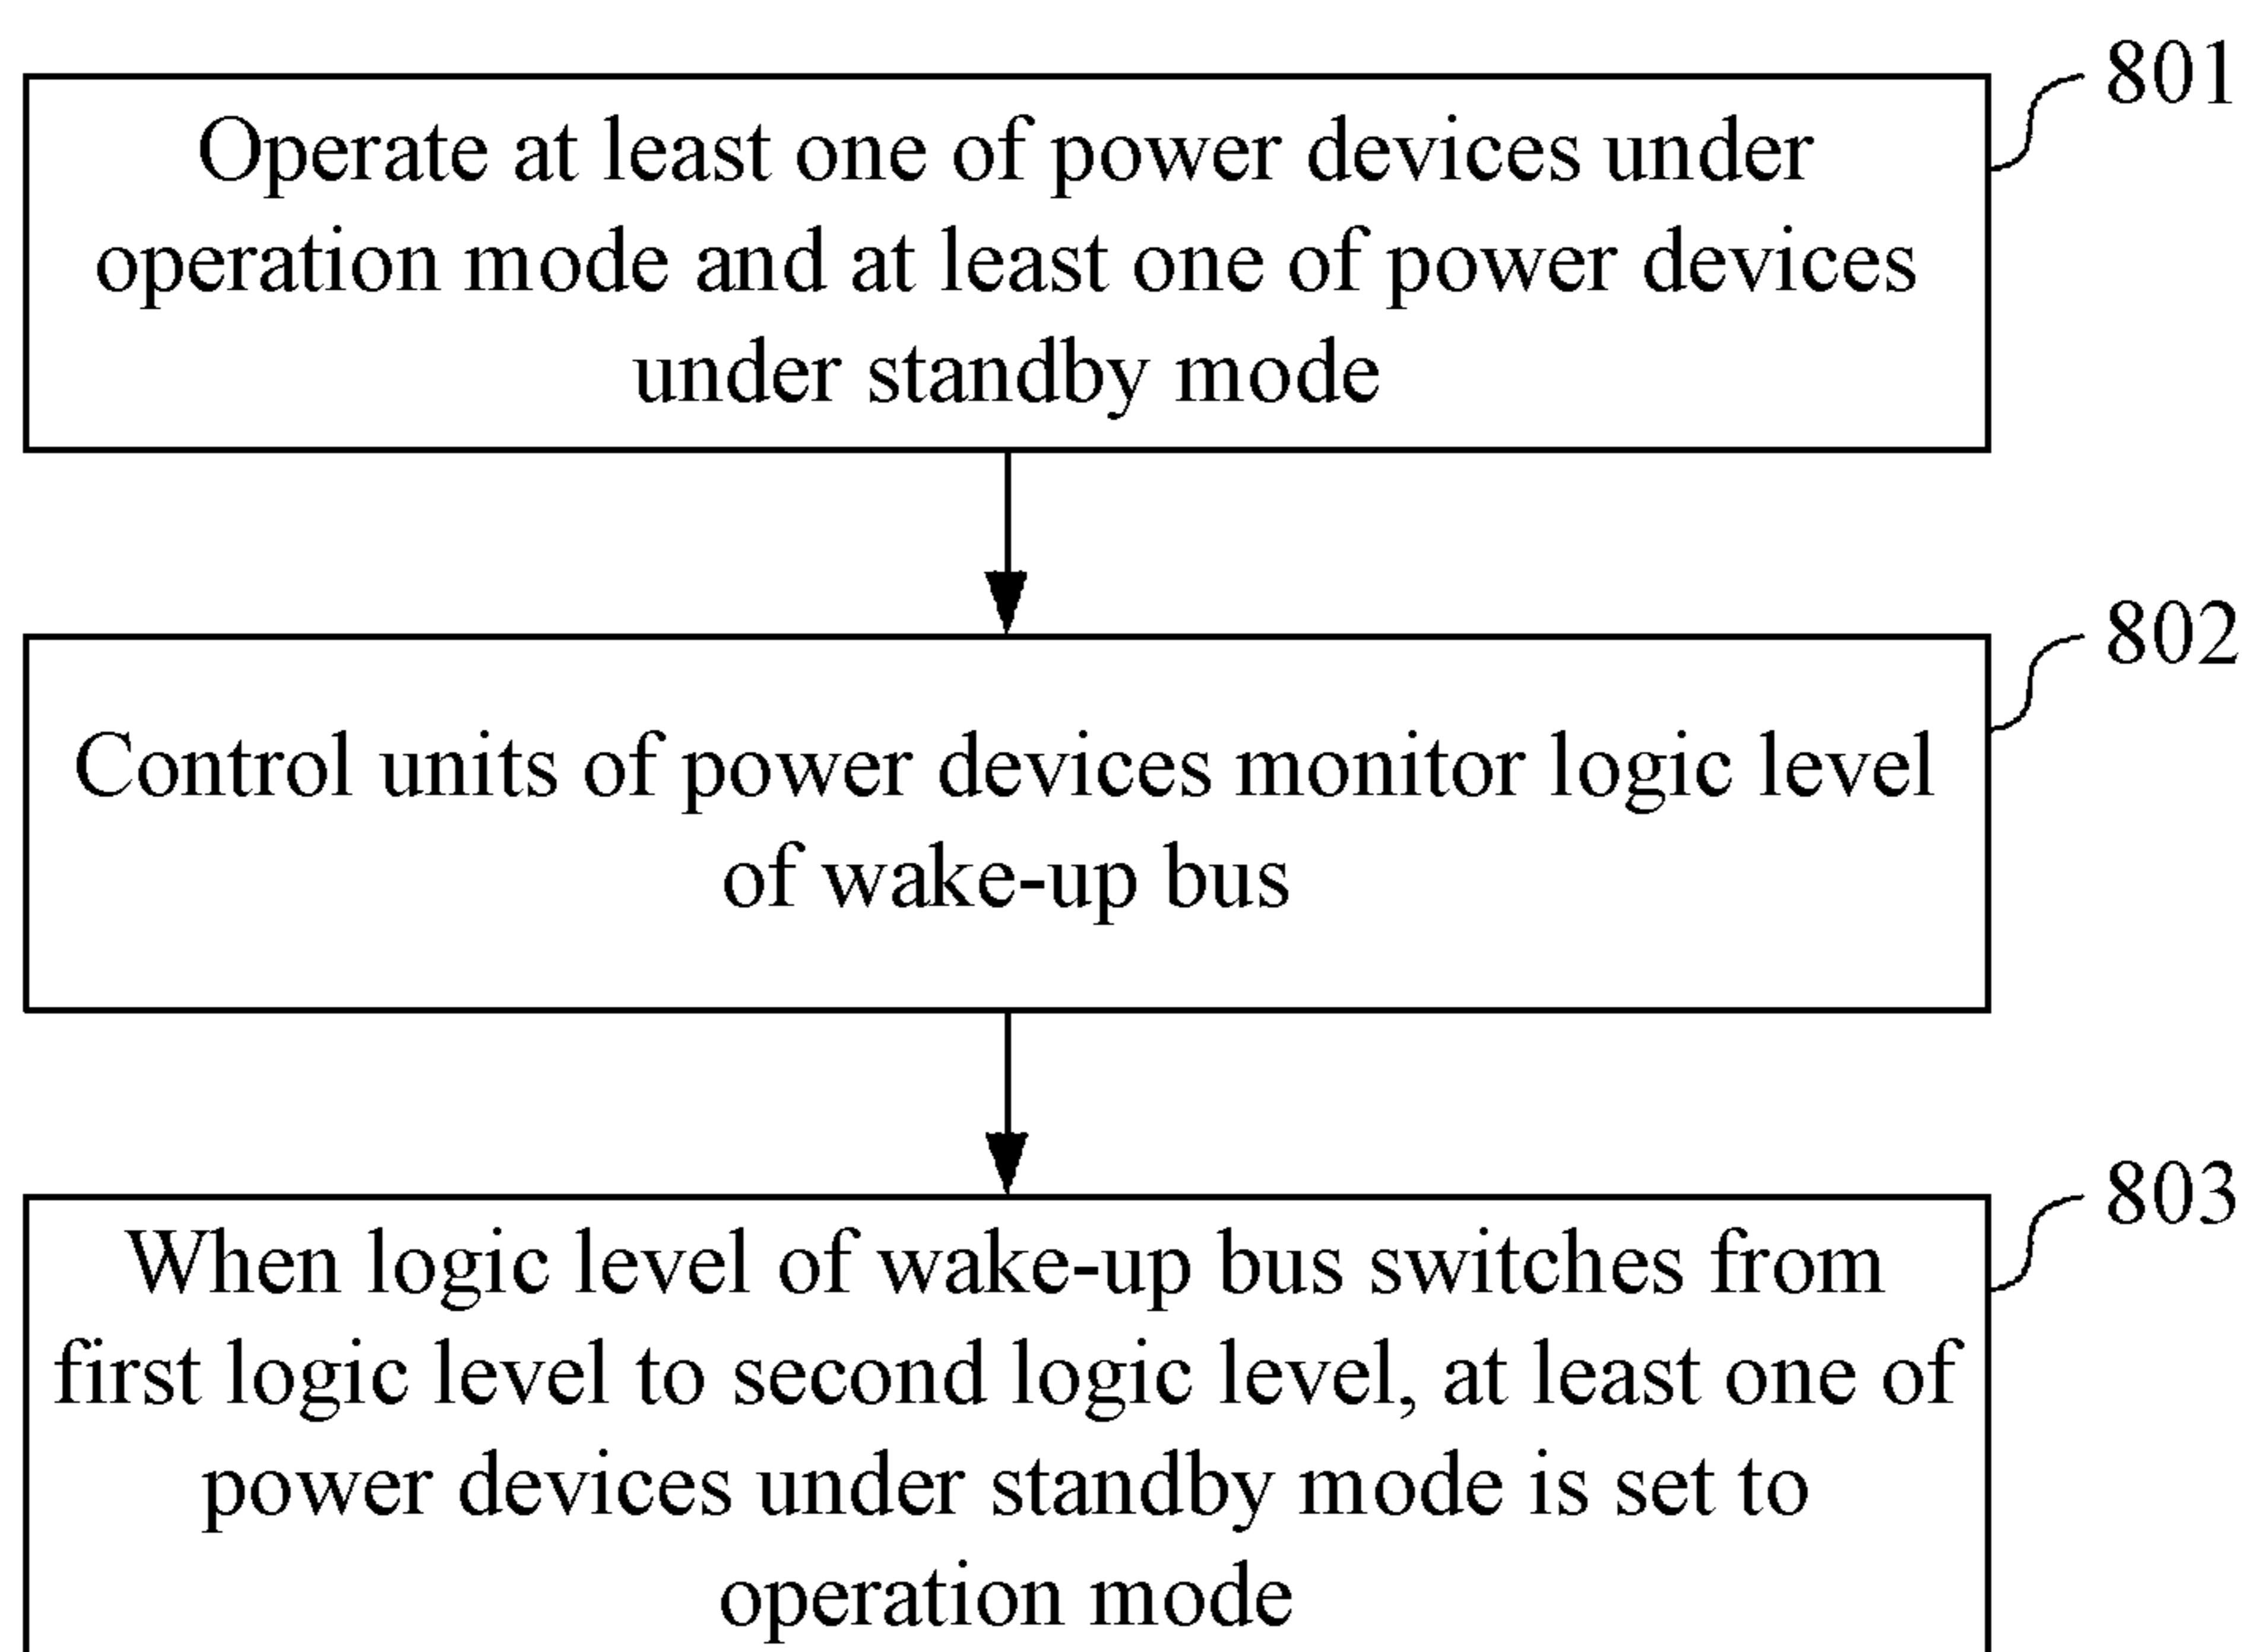 801
Operate at least one of power devices under
operation mode and at least one of power devices
under standby mode
802
Control units of power devices monitor logic level
of wake-up bus
803
When logic level of wake-up bus switches from
first logic level to second logic level, at least one of
power devices under standby mode is set to
operation mode